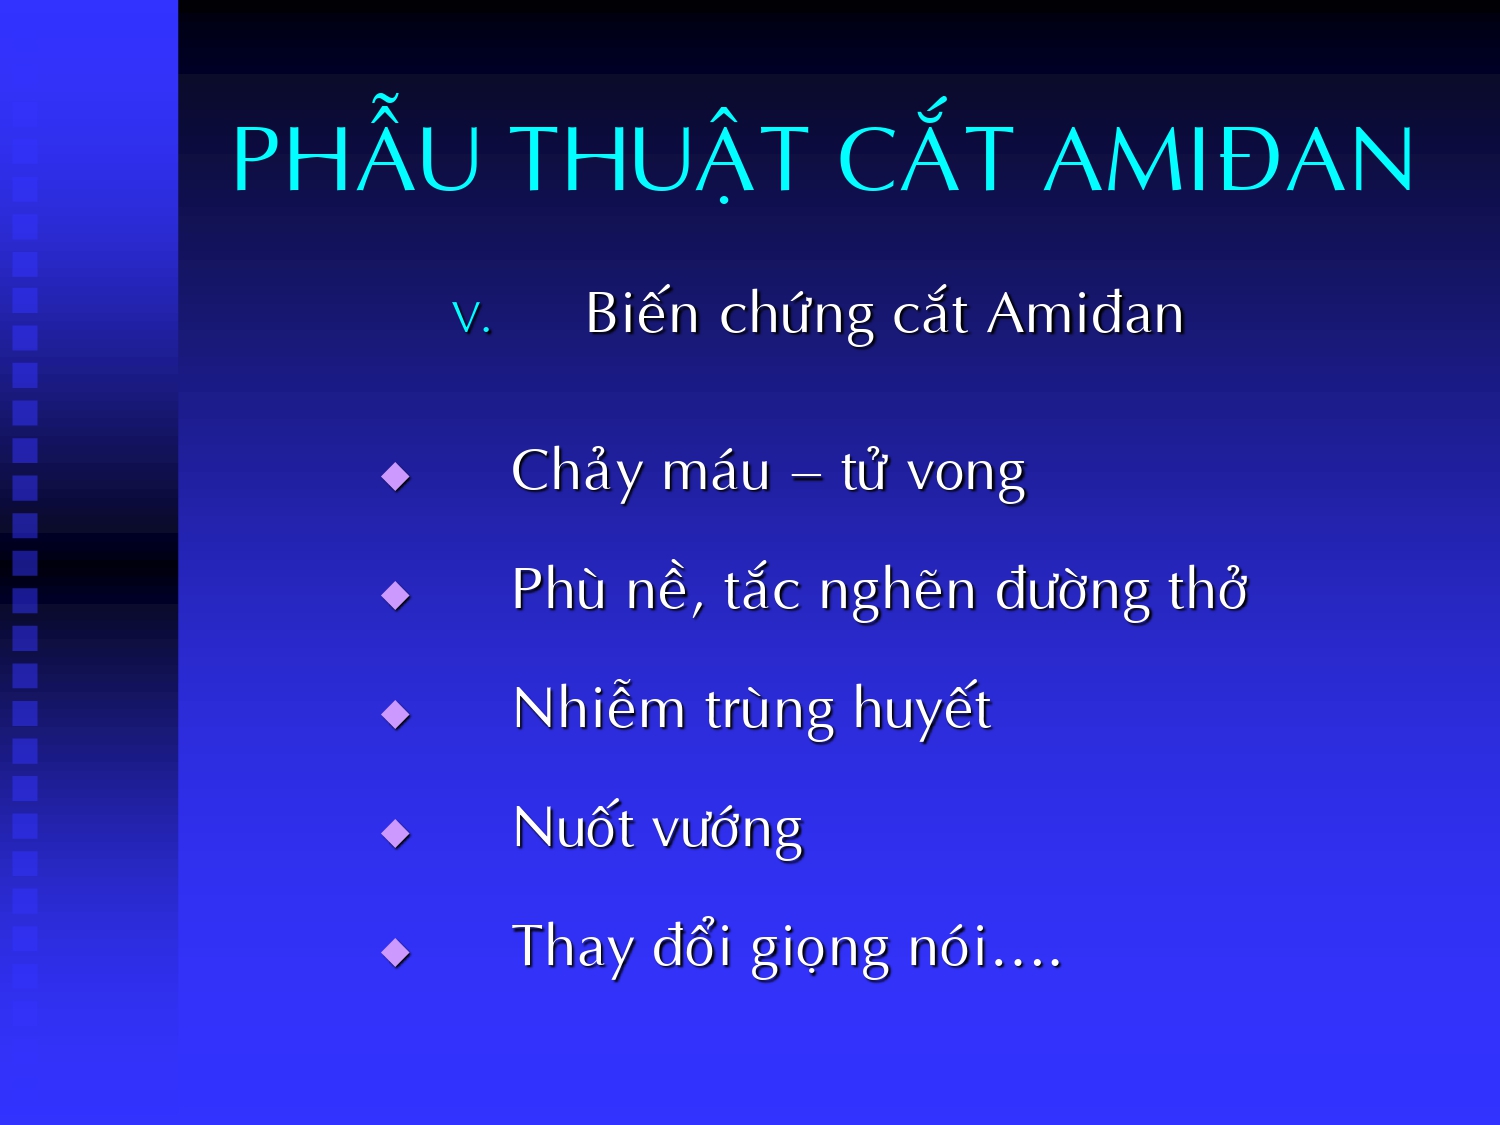 PHẪU THUẬT CẮT AMIĐAN
V. Biến chứng cắt Amiđan
◆ Chảy máu – tử vong
◆ Phù nề, tắc nghẽn đường thở
◆ Nhiễm trùng huyết
◆ Nuốt vướng
◆ Thay đổi giọng nói....